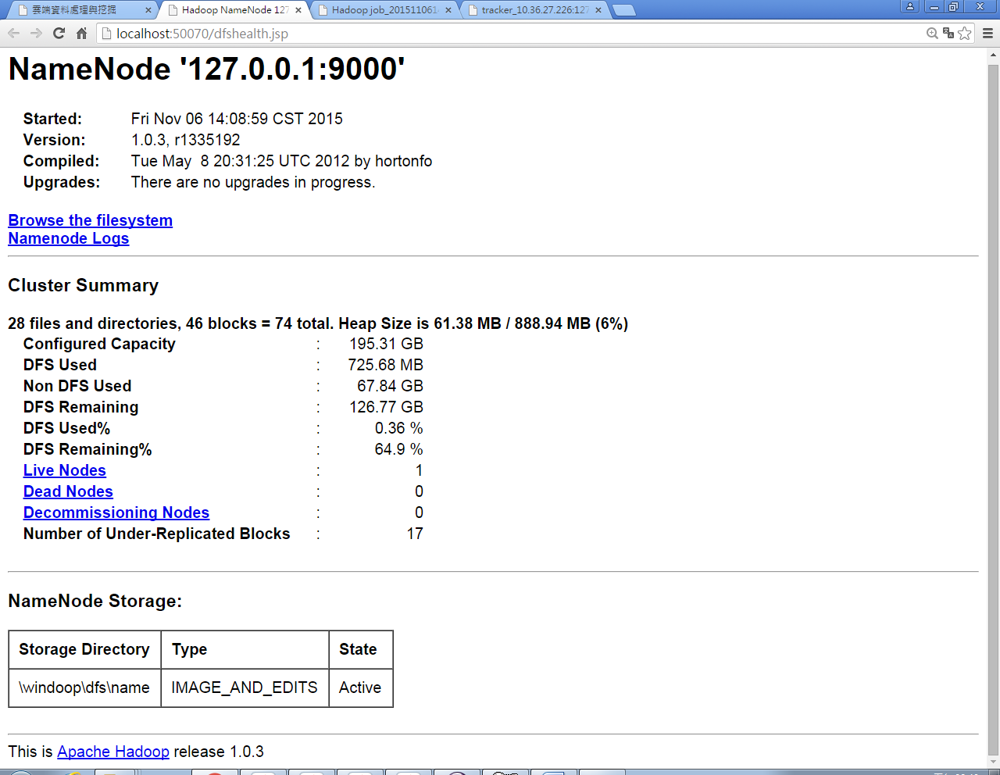 雲端資料處理與挖掘
Hadoop NameNode 127
Hadoop job_201511061
tracker_10.36.27.226:127
localhost:50070/dfshealth.jsp
NameNode '127.0.0.1:9000'
Started: Fri Nov 06 14:08:59 CST 2015
Version: 1.0.3, r1335192
Compiled: Tue May  8 20:31:25 UTC 2012 by hortonfo
Upgrades: There are no upgrades in progress.
Browse the filesystem
Namenode Logs
Cluster Summary
28 files and directories, 46 blocks = 74 total. Heap Size is 61.38 MB / 888.94 MB (6%)
Configured Capacity : 195.31 GB
DFS Used : 725.68 MB
Non DFS Used : 67.84 GB
DFS Remaining : 126.77 GB
DFS Used% : 0.36 %
DFS Remaining% : 64.9 %
Live Nodes : 1
Dead Nodes : 0
Decommissioning Nodes : 0
Number of Under-Replicated Blocks : 17
NameNode Storage:
Storage Directory Type State
\windoop\dfs\name IMAGE_AND_EDITS Active
This is Apache Hadoop release 1.0.3